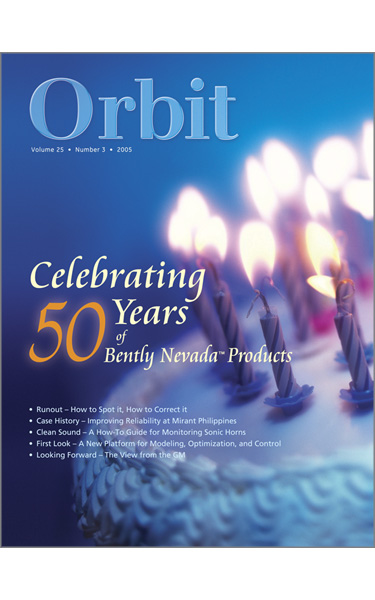 Orbit
Volume 25 • Number 3 • 2005
Celebrating
50 Years
of
Bently Nevada™ Products
• Runout – How to Spot it, How to Correct it
• Case History – Improving Reliability at Mirant Philippines
• Clean Sound – A How-To Guide for Monitoring Sonic Horns
• First Look – A New Platform for Modeling, Optimization, and Control
• Looking Forward – The View from the GM